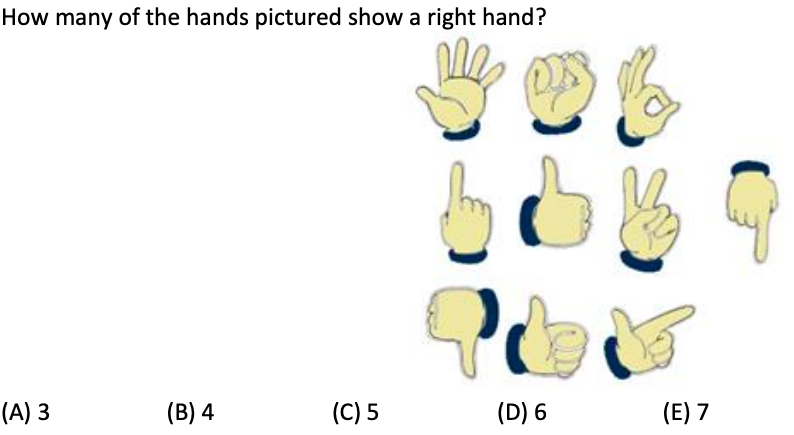 How many of the hands pictured show a right hand?
(A) 3 (B) 4 (C) 5 (D) 6 (E) 7